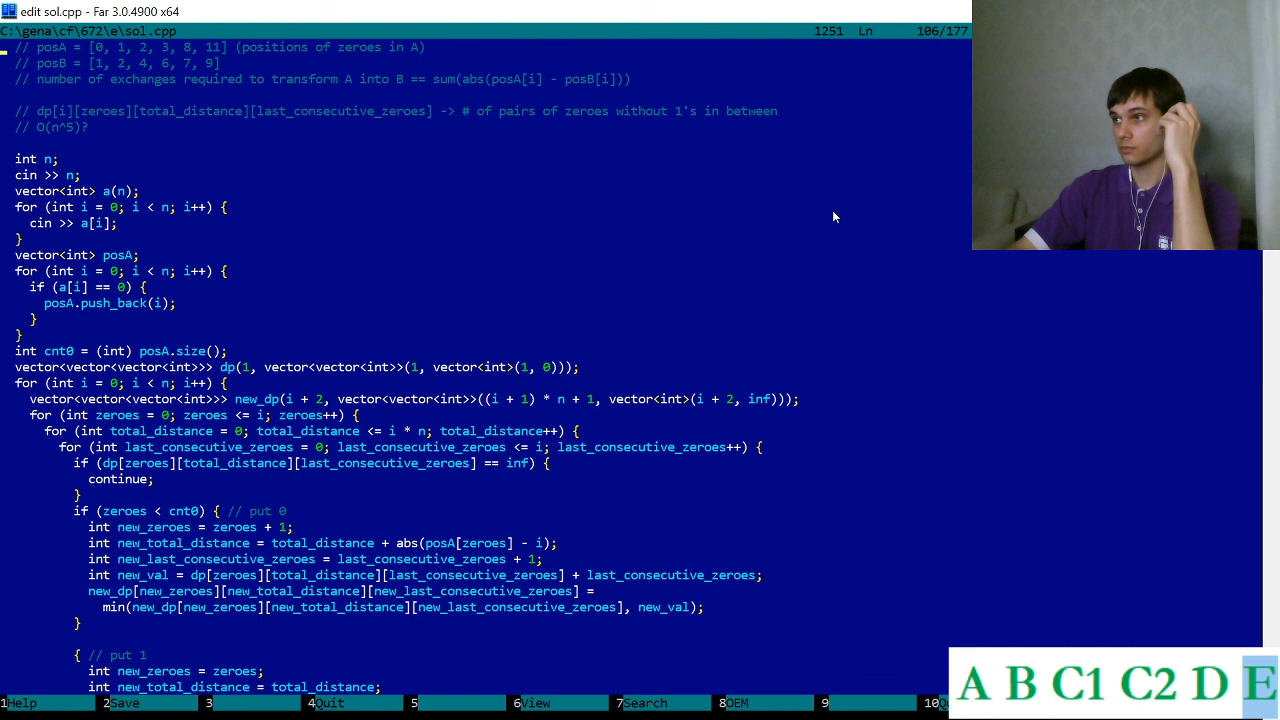 edit sol.cpp - Far 3.0.4900 x64
C:\gena\cf\672\e\sol.cpp 1251 Ln 106/177
// posA = [0, 1, 2, 3, 8, 11] (positions of zeroes in A)
// posB = [1, 2, 4, 6, 7, 9]
// number of exchanges required to transform A into B == sum(abs(posA[i] - posB[i]))
// dp[i][zeroes][total_distance][last_consecutive_zeroes] -> # of pairs of zeroes without 1's in between
// O(n^5)?
int n;
cin >> n;
vector<int> a(n);
for (int i = 0; i < n; i++) {
cin >> a[i];
}
vector<int> posA;
for (int i = 0; i < n; i++) {
if (a[i] == 0) {
posA.push_back(i);
}
}
int cnt0 = (int) posA.size();
vector<vector<vector<int>>> dp(1, vector<vector<int>>(1, vector<int>(1, 0)));
for (int i = 0; i < n; i++) {
vector<vector<vector<int>>> new_dp(i + 2, vector<vector<int>>((i + 1) * n + 1, vector<int>(i + 2, inf)));
for (int zeroes = 0; zeroes <= i; zeroes++) {
for (int total_distance = 0; total_distance <= i * n; total_distance++) {
for (int last_consecutive_zeroes = 0; last_consecutive_zeroes <= i; last_consecutive_zeroes++) {
if (dp[zeroes][total_distance][last_consecutive_zeroes] == inf) {
continue;
}
if (zeroes < cnt0) { // put 0
int new_zeroes = zeroes + 1;
int new_total_distance = total_distance + abs(posA[zeroes] - i);
int new_last_consecutive_zeroes = last_consecutive_zeroes + 1;
int new_val = dp[zeroes][total_distance][last_consecutive_zeroes] + last_consecutive_zeroes;
new_dp[new_zeroes][new_total_distance][new_last_consecutive_zeroes] =
min(new_dp[new_zeroes][new_total_distance][new_last_consecutive_zeroes], new_val);
}
{ // put 1
int new_zeroes = zeroes;
int new_total_distance = total_distance;
1Help 2Save 3 4Quit 5 6View 7Search 8DOEM 9 10
A B C1 C2 D E